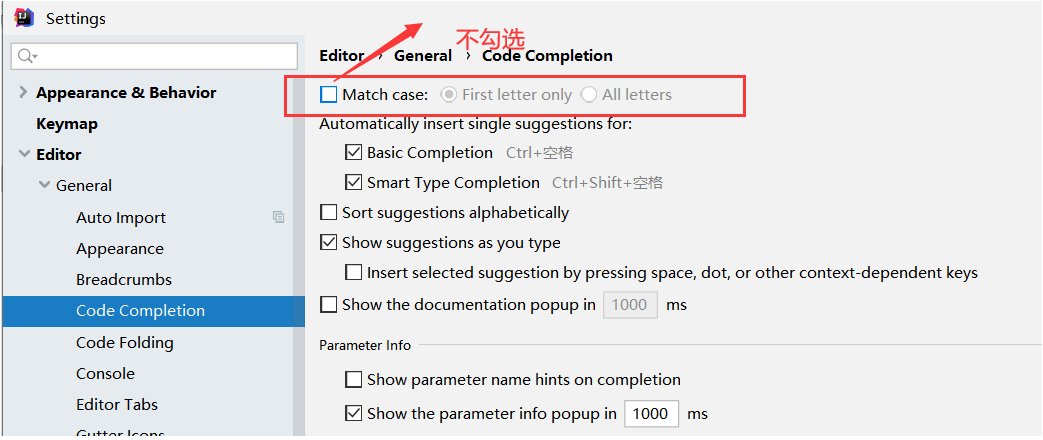 Settings
不勾选
Editor › General › Code Completion
Appearance & Behavior
Keymap
Editor
General
Auto Import
Appearance
Breadcrumbs
Code Completion
Code Folding
Console
Editor Tabs
Gutter Icons
Match case: First letter only All letters
Automatically insert single suggestions for:
Basic Completion Ctrl+空格
Smart Type Completion Ctrl+Shift+空格
Sort suggestions alphabetically
Show suggestions as you type
Insert selected suggestion by pressing space, dot, or other context-dependent keys
Show the documentation popup in 1000 ms
Parameter Info
Show parameter name hints on completion
Show the parameter info popup in 1000 ms